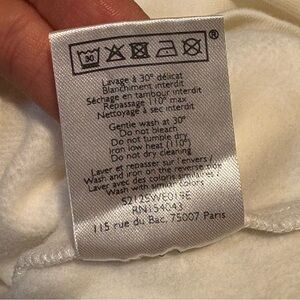 30
Lavage à 30° délicat
Blanchiment interdit
Séchage en tambour interdit
Repassage 110° max
Nettoyage à sec interdit
Gentle wash at 30°
Do not bleach
Do not tumble dry
Iron low heat (110°)
Do not dry cleaning
Laver et repasser sur l'envers /
Wash and iron on the reverse
Laver avec des coloris similaires /
Wash with similar colors
S2125WE019E
RN154043
115 rue du Bac, 75007 Paris